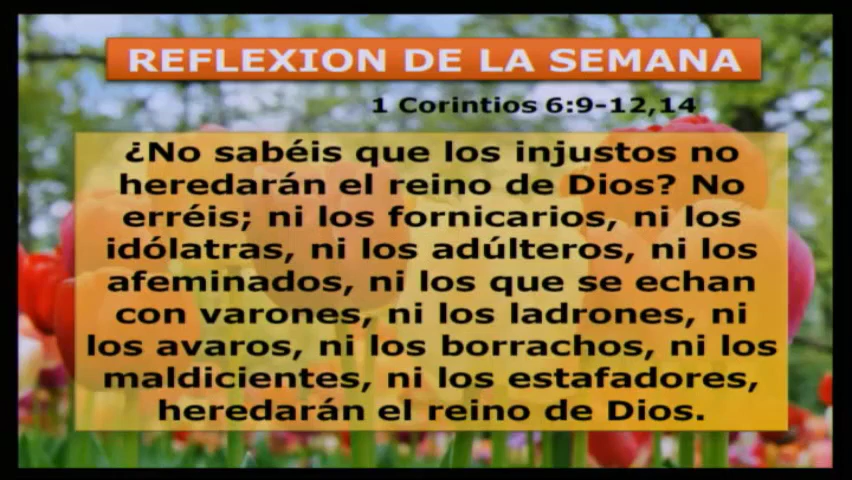 REFLEXION DE LA SEMANA
1 Corintios 6:9-12,14
¿No sabéis que los injustos no
heredarán el reino de Dios? No
erréis; ni los fornicarios, ni los
idólatras, ni los adúlteros, ni los
afeminados, ni los que se echan
con varones, ni los ladrones, ni
los avaros, ni los borrachos, ni los
maldicientes, ni los estafadores,
heredarán el reino de Dios.